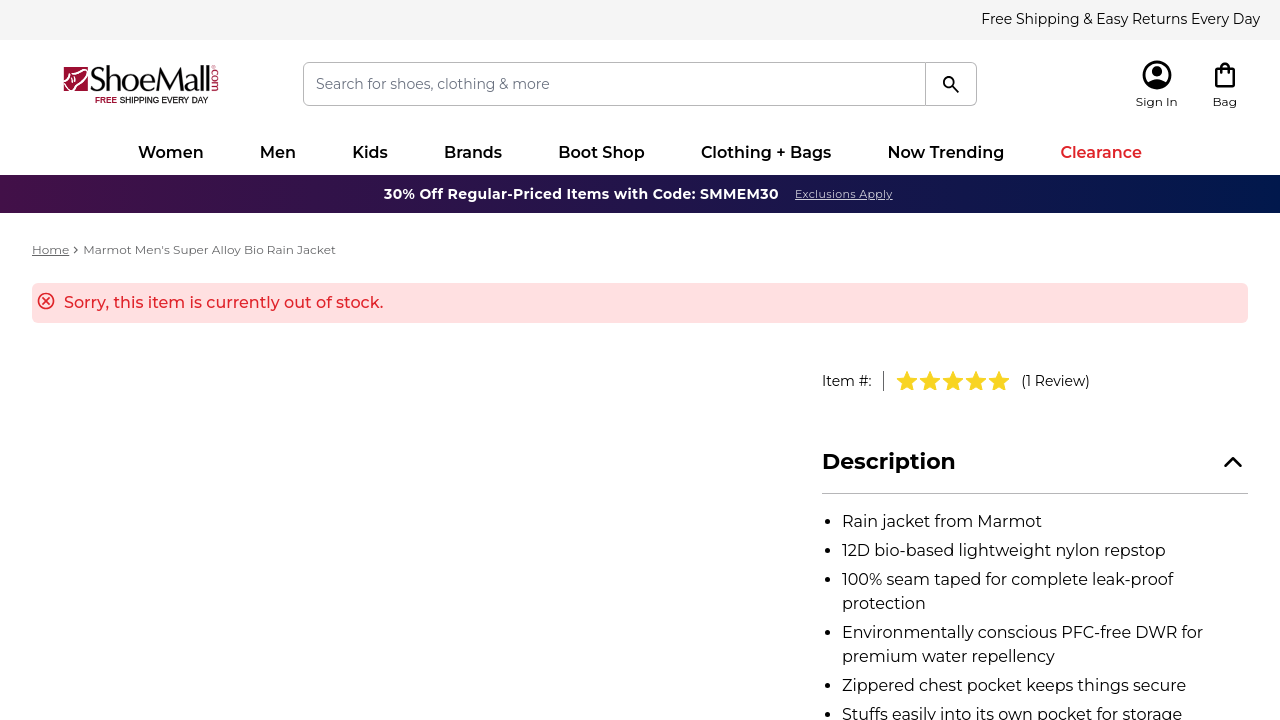 Free Shipping & Easy Returns Every Day
ShoeMall.com
FREE SHIPPING EVERY DAY
Search for shoes, clothing & more
Sign In
Bag
Women
Men
Kids
Brands
Boot Shop
Clothing + Bags
Now Trending
Clearance
30% Off Regular-Priced Items with Code: SMMEM30 Exclusions Apply
Home > Marmot Men's Super Alloy Bio Rain Jacket
Sorry, this item is currently out of stock.
Item #: (1 Review)
Description
• Rain jacket from Marmot
• 12D bio-based lightweight nylon repstop
• 100% seam taped for complete leak-proof
protection
• Environmentally conscious PFC-free DWR for
premium water repellency
• Zippered chest pocket keeps things secure
• Stuffs easily into its own pocket for storage